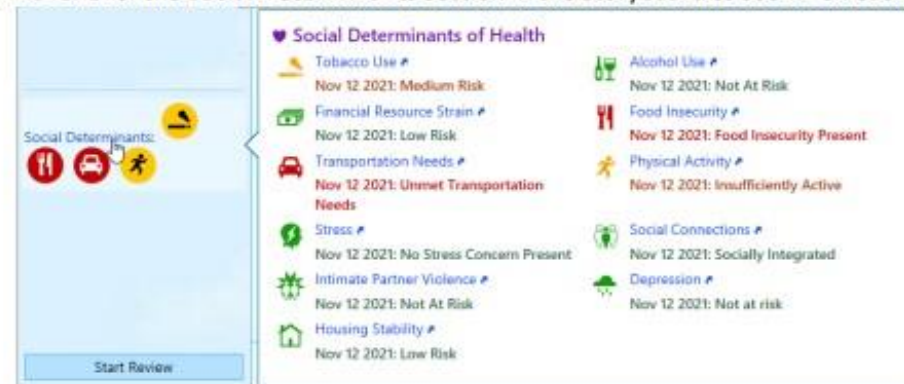 Social Determinants:
Start Review
Social Determinants of Health
Tobacco Use
Nov 12 2021: Medium Risk
Financial Resource Strain
Nov 12 2021: Low Risk
Transportation Needs
Nov 12 2021: Unmet Transportation
Needs
Stress
Nov 12 2021: No Stress Concern Present
Intimate Partner Violence
Nov 12 2021: Not At Risk
Housing Stability
Nov 12 2021: Low Risk
Alcohol Use
Nov 12 2021: Not At Risk
Food Insecurity
Nov 12 2021: Food Insecurity Present
Physical Activity
Nov 12 2021: Insufficiently Active
Social Connections
Nov 12 2021: Socially Integrated
Depression
Nov 12 2021: Not at risk